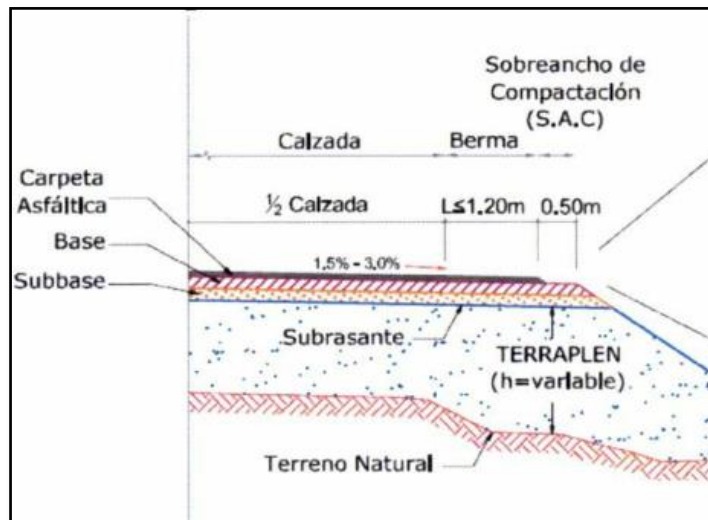 Sobreancho de
Compactación
(S.A.C)
Calzada
Berma
Carpeta
Asfáltica
½ Calzada
L≤1.20m
0.50m
Base
1.5% - 3.0%
Subbase
Subrasante
TERRAPLEN
(h=variable)
Terreno Natural